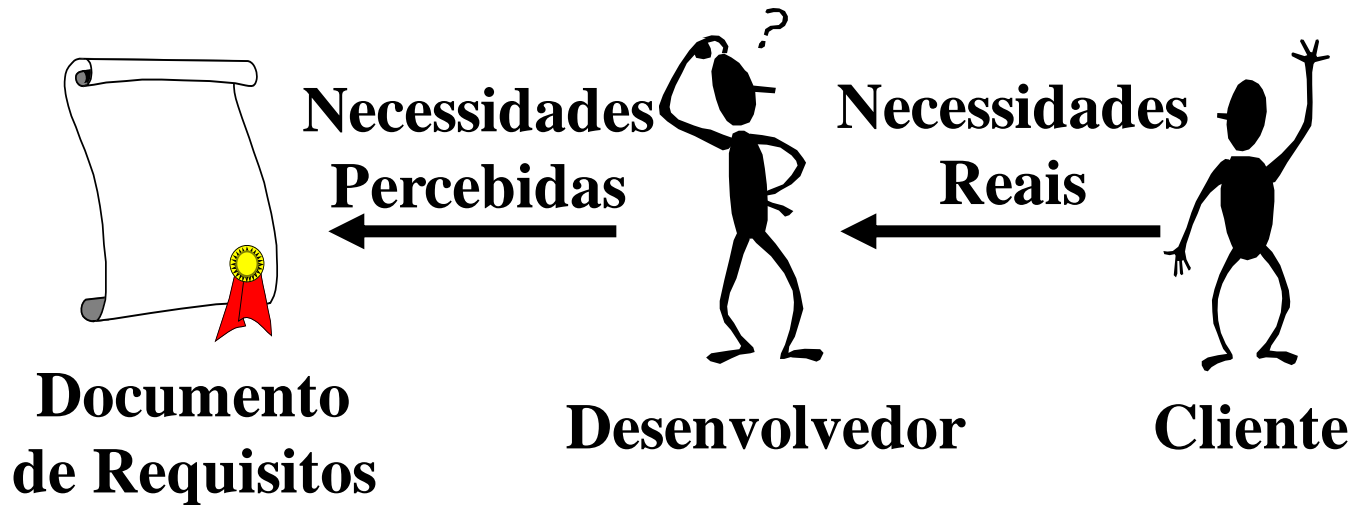 Necessidades
Percebidas
Necessidades
Reais
Documento
de Requisitos
Desenvolvedor
Cliente
?